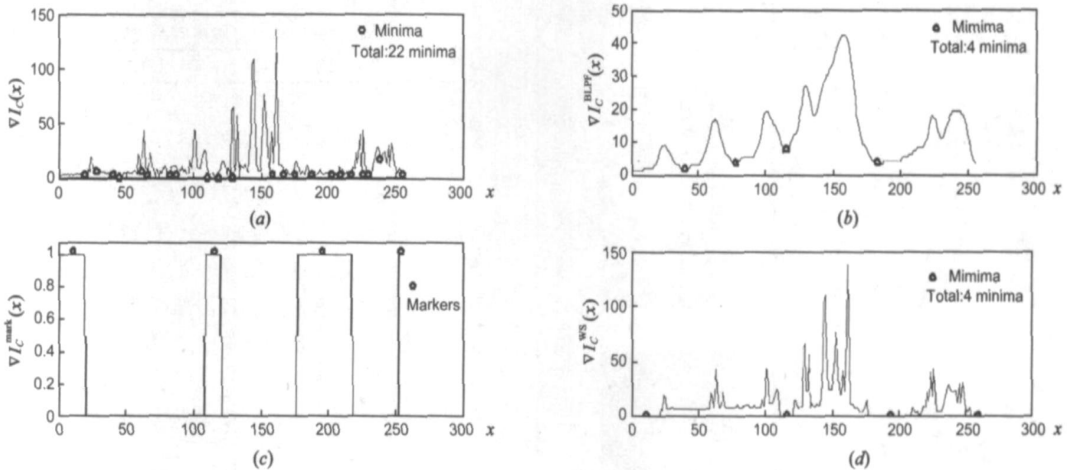 150
100
50
0
0 50 100 150 200 250 300
x
∇I_C(x)
Minima
Total:22 minima
(a)
50
40
30
20
10
0
0 50 100 150 200 250 300
x
∇I_C^BLPF(x)
Mimima
Total:4 minima
(b)
1
0.8
0.6
0.4
0.2
0
0 50 100 150 200 250 300
x
∇I_C^mark(x)
Markers
(c)
150
100
50
0
0 50 100 150 200 250 300
x
∇I_C^WS(x)
Mimima
Total:4 minima
(d)